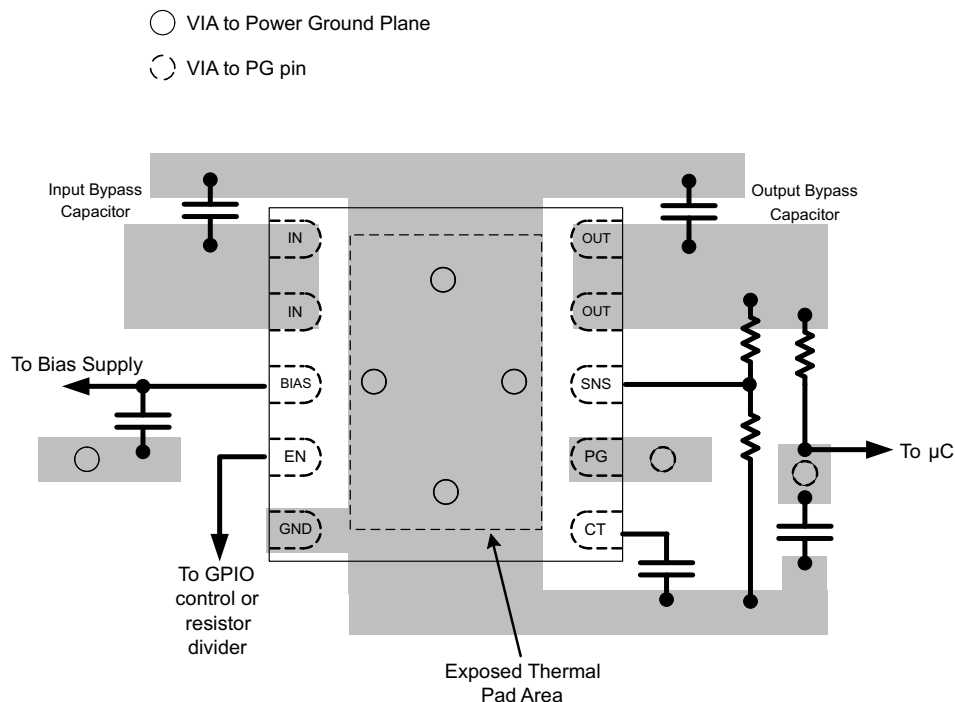 VIA to Power Ground Plane
VIA to PG pin
Input Bypass
Capacitor
Output Bypass
Capacitor
IN
OUT
IN
OUT
To Bias Supply
BIAS
SNS
EN
PG
To µC
GND
CT
To GPIO
control or
resistor
divider
Exposed Thermal
Pad Area